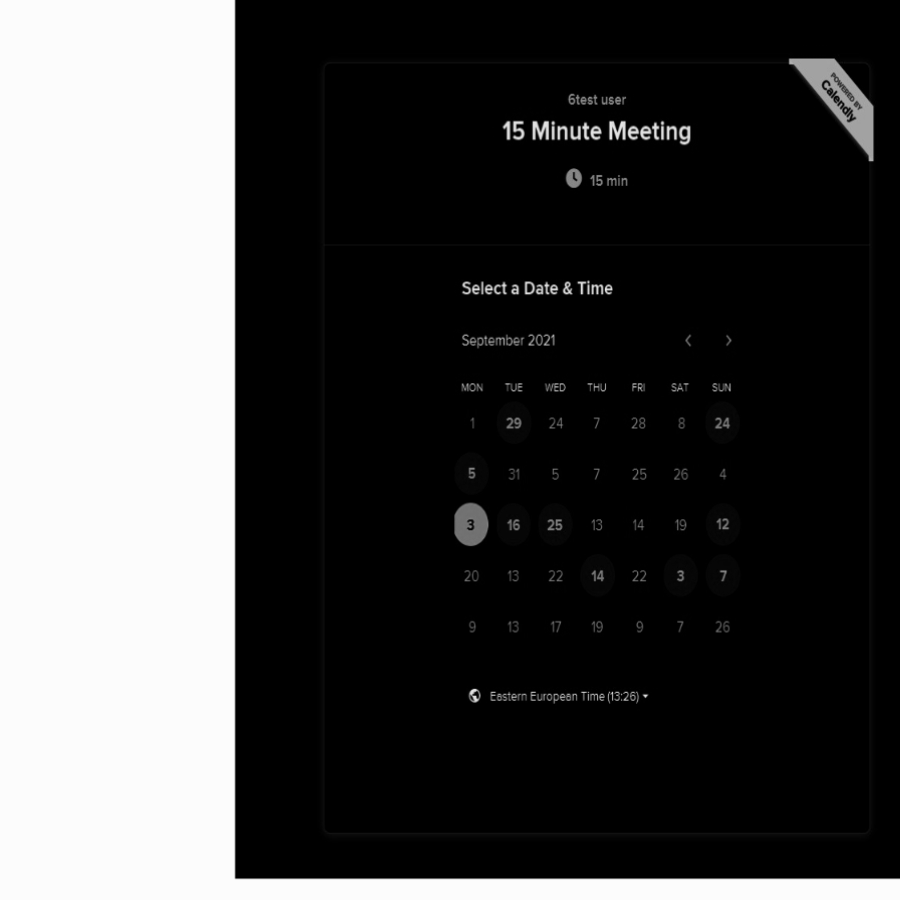 POWERED BY
Calendly
6test user
15 Minute Meeting
15 min
Select a Date & Time
September 2021
MON TUE WED THU FRI SAT SUN
1 29 24 7 28 8 24
5 31 5 7 25 26 4
3 16 25 13 14 19 12
20 13 22 14 22 3 7
9 13 17 19 9 7 26
Eastern European Time (13:26)